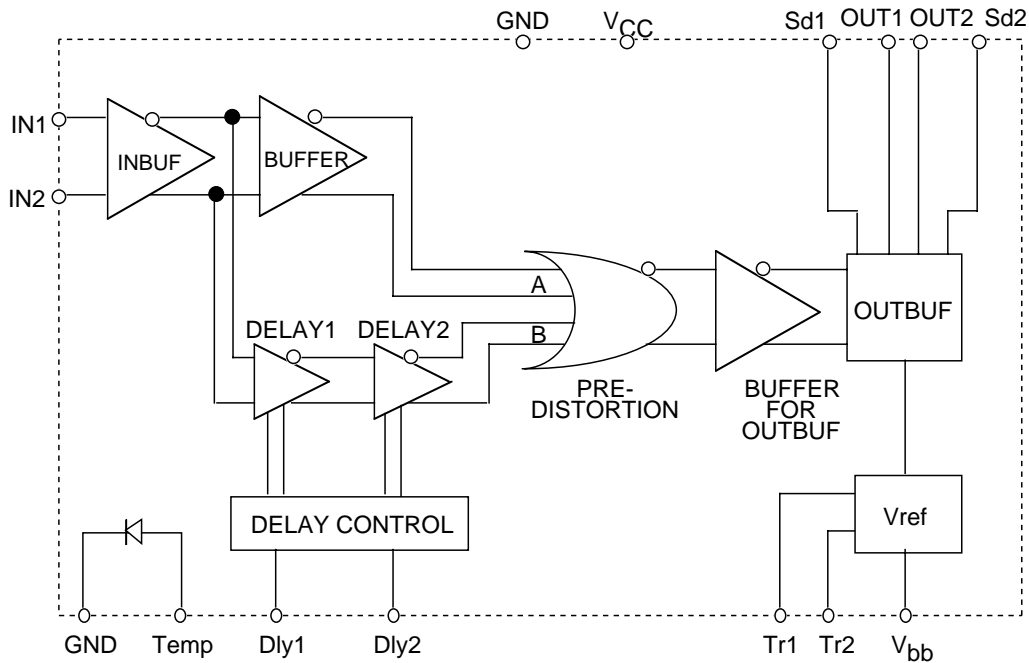 GND
VCC
Sd1
OUT1
OUT2
Sd2
IN1
INBUF
BUFFER
IN2
A
B
OUTBUF
DELAY1
DELAY2
PRE-
DISTORTION
BUFFER
FOR
OUTBUF
DELAY CONTROL
Vref
GND
Temp
Dly1
Dly2
Tr1
Tr2
Vbb